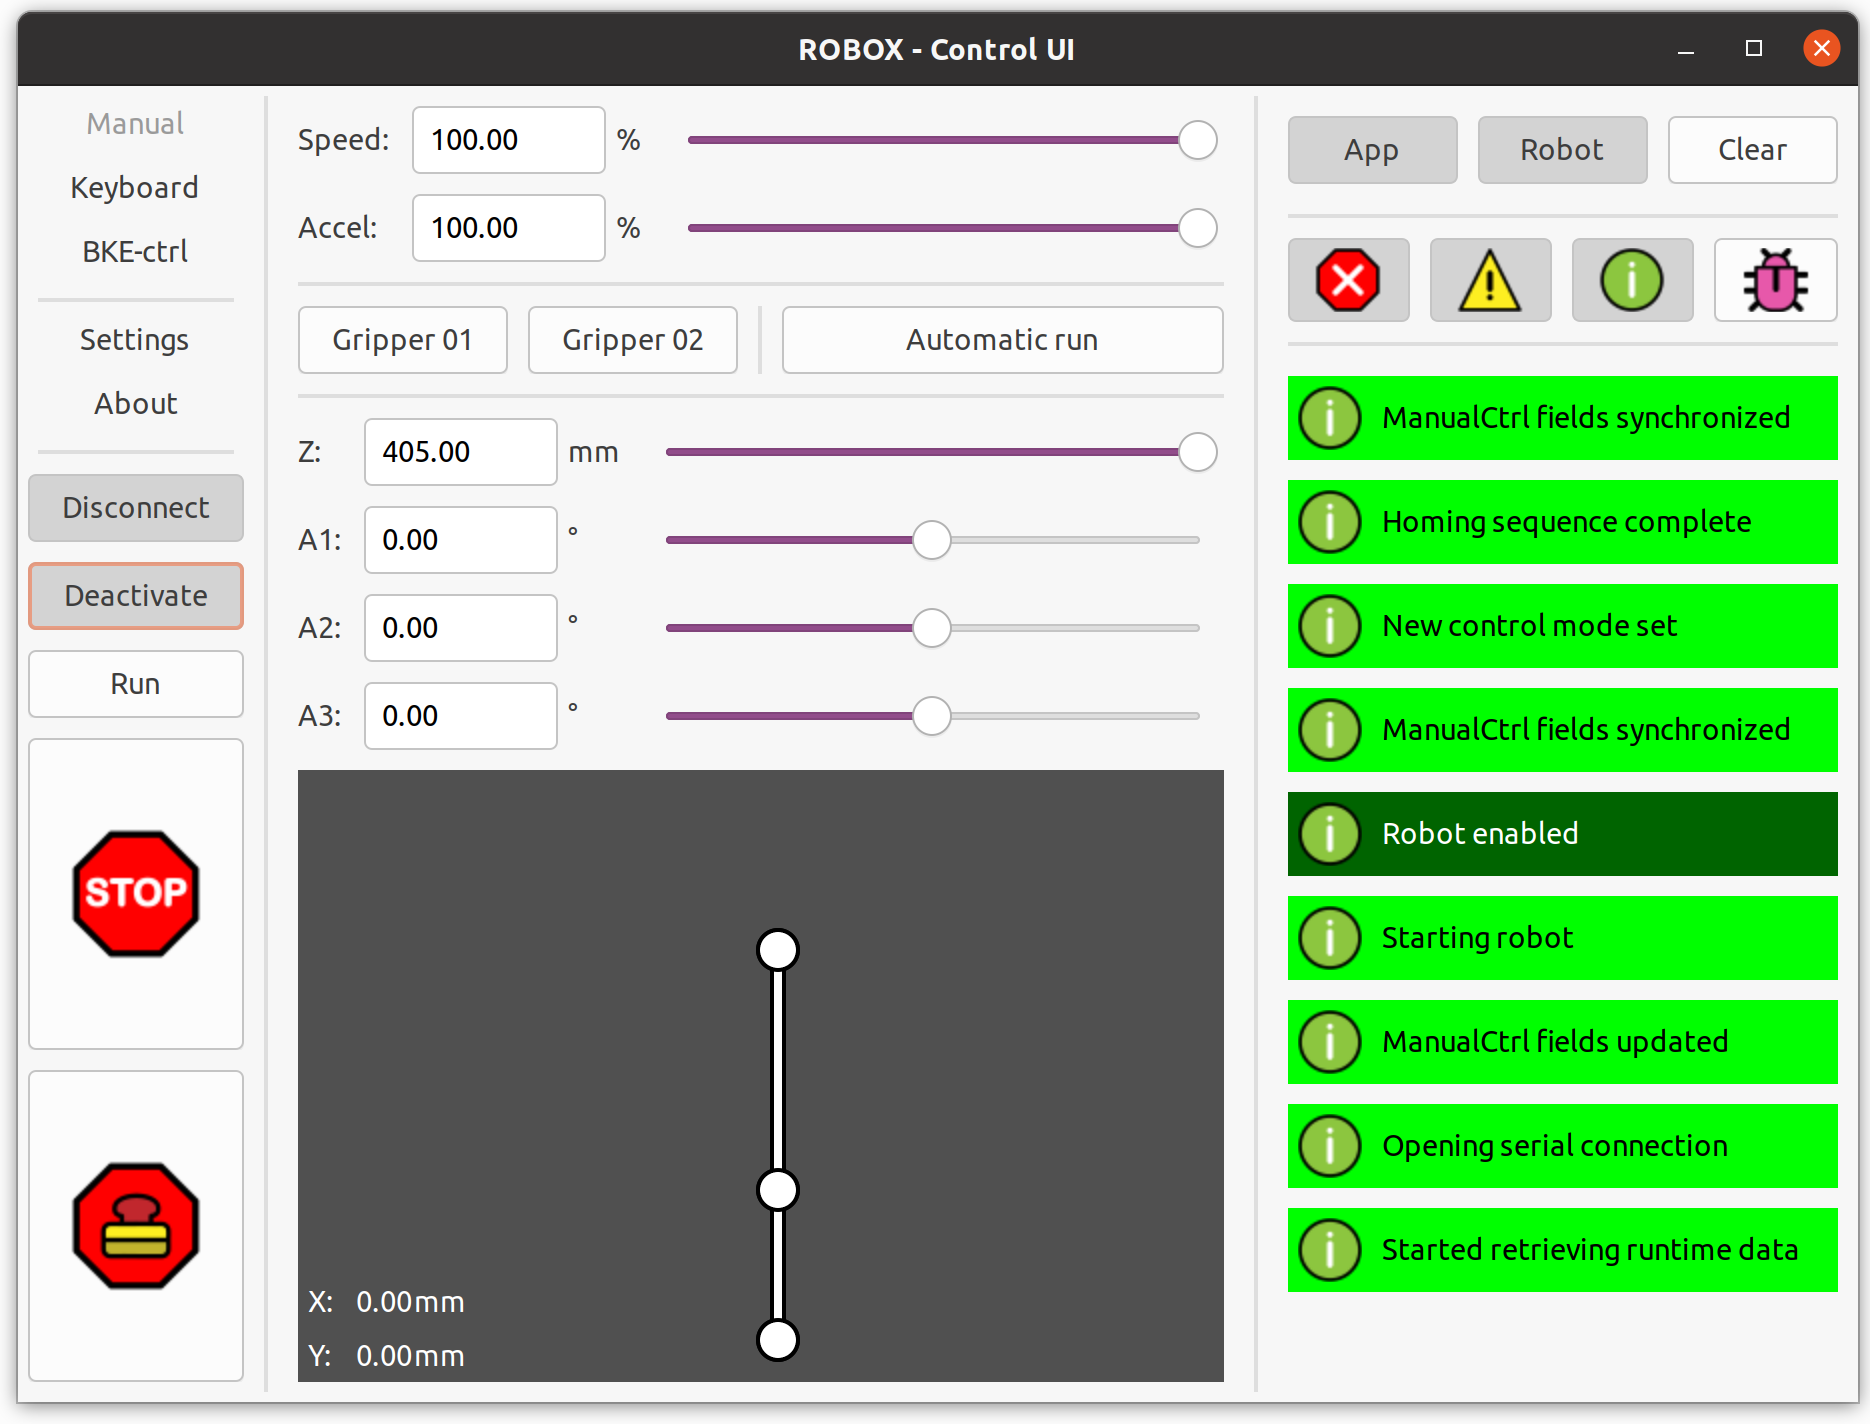 ROBOX - Control UI
Manual
Keyboard
BKE-ctrl
Settings
About
Disconnect
Deactivate
Run
STOP
Speed: 100.00 %
Accel: 100.00 %
Gripper 01 Gripper 02 Automatic run
Z: 405.00 mm
A1: 0.00 °
A2: 0.00 °
A3: 0.00 °
X: 0.00mm
Y: 0.00mm
App Robot Clear
ManualCtrl fields synchronized
Homing sequence complete
New control mode set
ManualCtrl fields synchronized
Robot enabled
Starting robot
ManualCtrl fields updated
Opening serial connection
Started retrieving runtime data